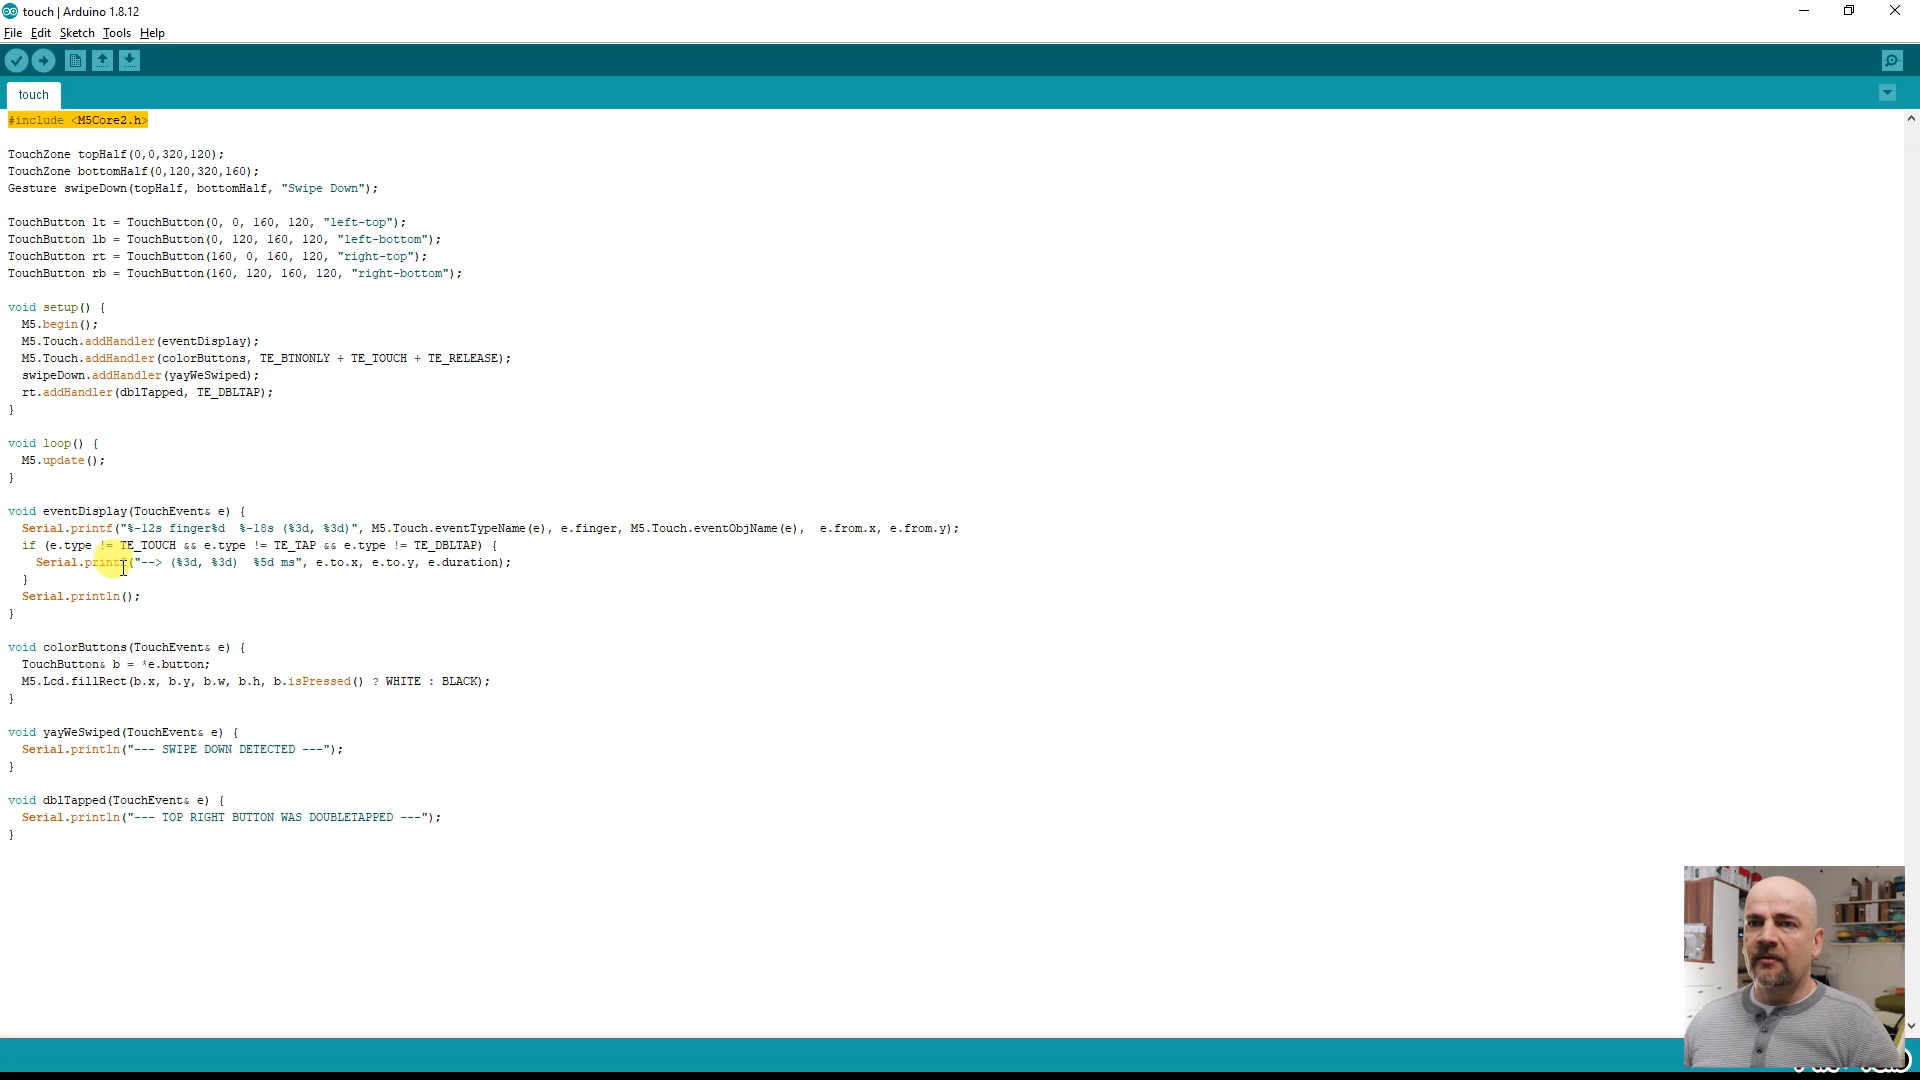 touch | Arduino 1.8.12
File Edit Sketch Tools Help
touch
#include <M5Core2.h>
TouchZone topHalf(0,0,320,120);
TouchZone bottomHalf(0,120,320,160);
Gesture swipeDown(topHalf, bottomHalf, "Swipe Down");
TouchButton lt = TouchButton(0, 0, 160, 120, "left-top");
TouchButton lb = TouchButton(0, 120, 160, 120, "left-bottom");
TouchButton rt = TouchButton(160, 0, 160, 120, "right-top");
TouchButton rb = TouchButton(160, 120, 160, 120, "right-bottom");
void setup() {
M5.begin();
M5.Touch.addHandler(eventDisplay);
M5.Touch.addHandler(colorButtons, TE_BTNONLY + TE_TOUCH + TE_RELEASE);
swipeDown.addHandler(yayWeSwiped);
rt.addHandler(dblTapped, TE_DBLTAP);
}
void loop() {
M5.update();
}
void eventDisplay(TouchEvent& e) {
Serial.printf("%-12s finger%d  %-18s (%3d, %3d)", M5.Touch.eventTypeName(e), e.finger, M5.Touch.eventObjName(e),  e.from.x, e.from.y);
if (e.type != TE_TOUCH && e.type != TE_TAP && e.type != TE_DBLTAP) {
Serial.printf("--> (%3d, %3d)  %5d ms", e.to.x, e.to.y, e.duration);
}
Serial.println();
}
void colorButtons(TouchEvent& e) {
TouchButton& b = *e.button;
M5.Lcd.fillRect(b.x, b.y, b.w, b.h, b.isPressed() ? WHITE : BLACK);
}
void yayWeSwiped(TouchEvent& e) {
Serial.println("--- SWIPE DOWN DETECTED ---");
}
void dblTapped(TouchEvent& e) {
Serial.println("--- TOP RIGHT BUTTON WAS DOUBLETAPPED ---");
}